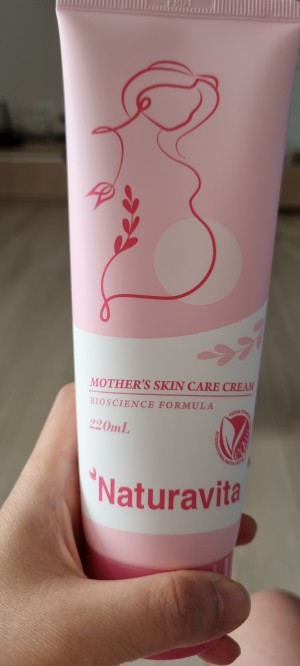 MOTHER'S SKIN CARE CREAM
BIOSCIENCE FORMULA
220mL
Naturavita